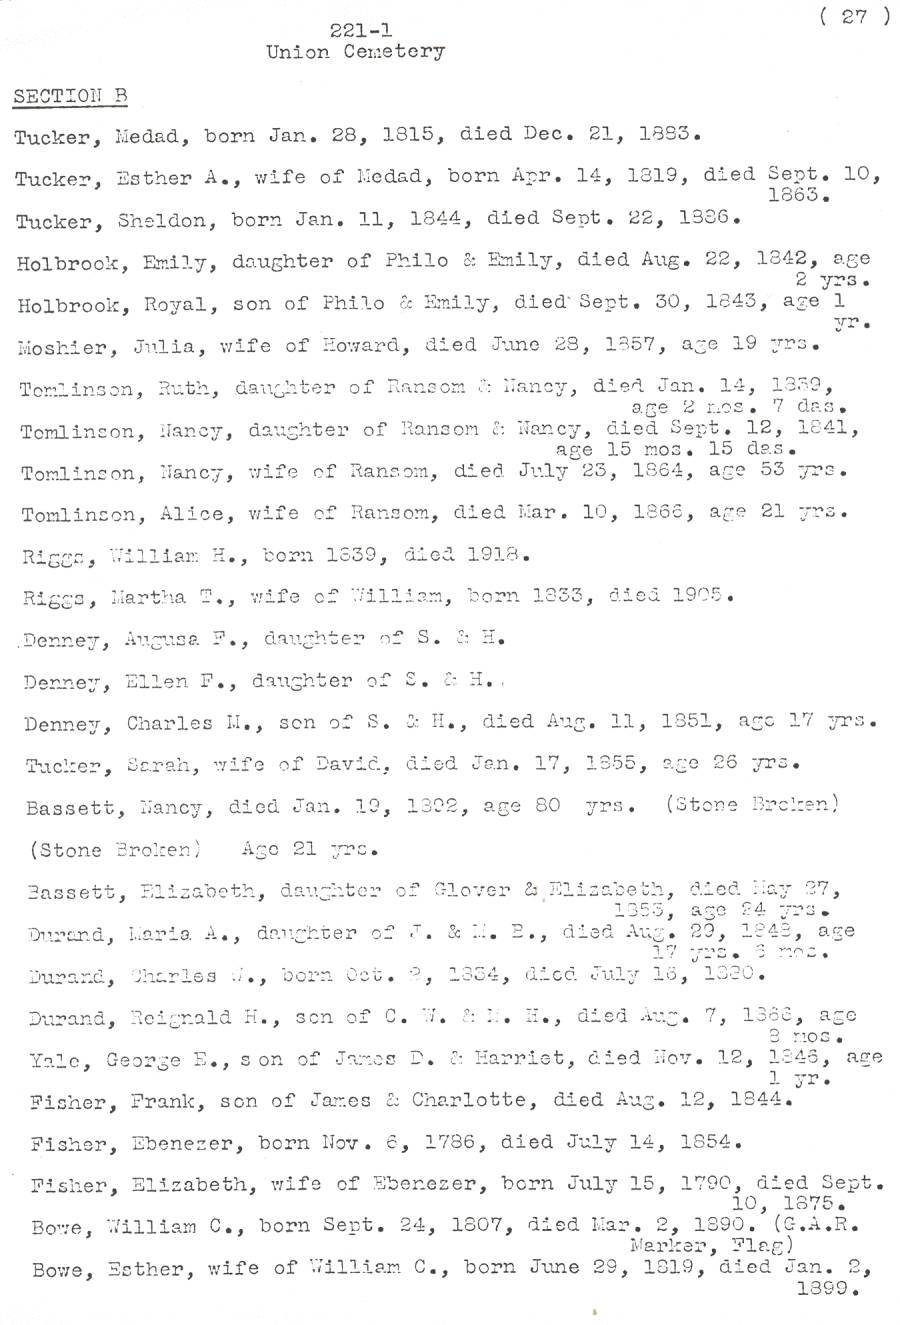 ( 27 )
221-1
Union Cemetery
SECTION B
Tucker, Medad, born Jan. 28, 1815, died Dec. 21, 1883.
Tucker, Esther A., wife of Medad, born Apr. 14, 1819, died Sept. 10,
1863.
Tucker, Sheldon, born Jan. 11, 1844, died Sept. 22, 1886.
Holbrook, Emily, daughter of Philo & Emily, died Aug. 22, 1842, age
2 yrs.
Holbrook, Royal, son of Philo & Emily, died Sept. 30, 1843, age 1
yr.
Moshier, Julia, wife of Howard, died June 28, 1857, age 19 yrs.
Tomlinson, Ruth, daughter of Ransom & Nancy, died Jan. 14, 1839,
age 2 mos. 7 das.
Tomlinson, Nancy, daughter of Ransom & Nancy, died Sept. 12, 1841,
age 15 mos. 15 das.
Tomlinson, Nancy, wife of Ransom, died July 23, 1864, age 53 yrs.
Tomlinson, Alice, wife of Ransom, died Mar. 10, 1866, age 21 yrs.
Riggs, William H., born 1839, died 1918.
Riggs, Martha T., wife of William, born 1833, died 1905.
Denney, Augusa F., daughter of S. & H.
Denney, Ellen F., daughter of S. & H.
Denney, Charles M., son of S. & H., died Aug. 11, 1851, age 17 yrs.
Tucker, Sarah, wife of David, died Jan. 17, 1855, age 26 yrs.
Bassett, Nancy, died Jan. 19, 1892, age 80 yrs. (Stone Broken)
(Stone Broken) Age 21 yrs.
Bassett, Elizabeth, daughter of Glover & Elizabeth, died May 27,
1853, age 24 yrs.
Durand, Maria A., daughter of J. & M. B., died Aug. 29, 1848, age
17 yrs. 6 mos.
Durand, Charles W., born Oct. 1834, died July 16, 1880.
Durand, Reignald H., son of C. W. & H., died Aug. 7, 1866, age
8 mos.
Yale, George E., son of James D. & Harriet, died Nov. 12, 1846, age
1 yr.
Fisher, Frank, son of James & Charlotte, died Aug. 12, 1844.
Fisher, Ebenezer, born Nov. 6, 1786, died July 14, 1854.
Fisher, Elizabeth, wife of Ebenezer, born July 15, 1790, died Sept.
10, 1875.
Bowe, William C., born Sept. 24, 1807, died Mar. 2, 1890. (G.A.R.
Marker, Flag)
Bowe, Esther, wife of William C., born June 29, 1819, died Jan. 2,
1899.